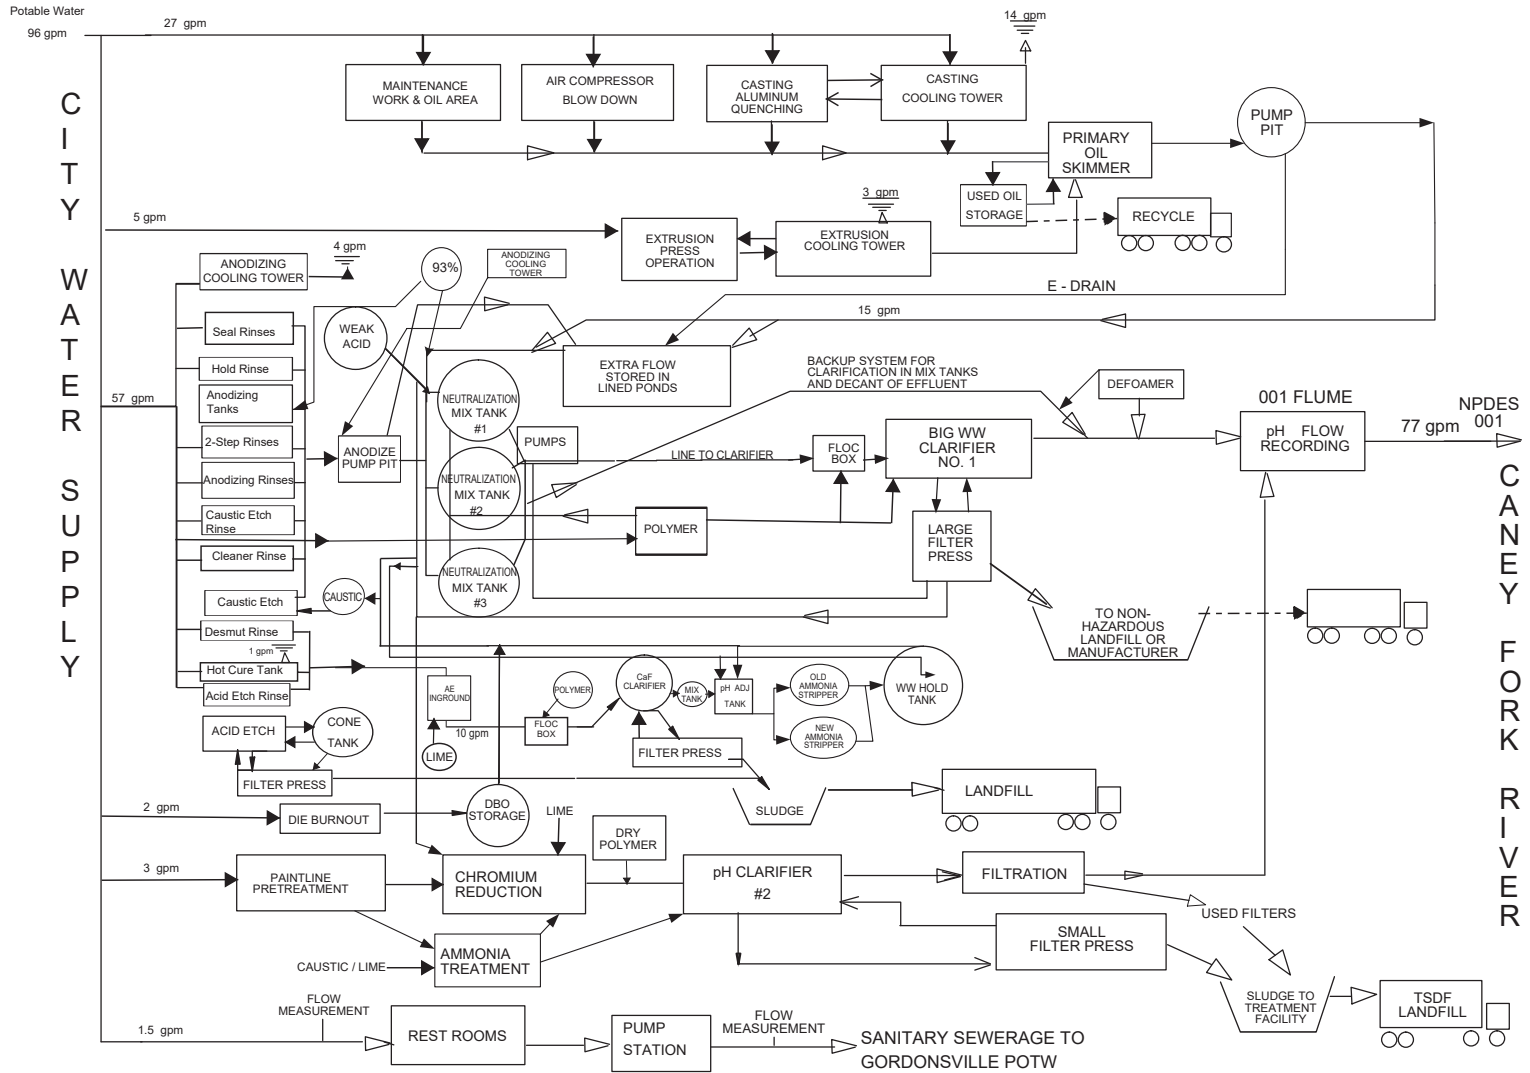 Potable Water
96 gpm
27 gpm
14 gpm
CITY WATER SUPPLY
MAINTENANCE
WORK & OIL AREA
AIR COMPRESSOR
BLOW DOWN
CASTING
ALUMINUM
QUENCHING
CASTING
COOLING TOWER
PRIMARY
OIL
SKIMMER
PUMP
PIT
USED OIL
STORAGE
RECYCLE
5 gpm
3 gpm
EXTRUSION
PRESS
OPERATION
EXTRUSION
COOLING TOWER
4 gpm
ANODIZING
COOLING TOWER
93%
ANODIZING
COOLING
TOWER
E - DRAIN
15 gpm
WEAK
ACID
Seal Rinses
Hold Rinse
Anodizing
Tanks
2-Step Rinses
Anodizing Rinses
Caustic Etch
Rinse
Cleaner Rinse
Caustic Etch
Desmut Rinse
1 gpm
Hot Cure Tank
Acid Etch Rinse
57 gpm
ANODIZE
PUMP PIT
NEUTRALIZATION
MIX TANK
#1
NEUTRALIZATION
MIX TANK
#2
NEUTRALIZATION
MIX TANK
#3
EXTRA FLOW
STORED IN
LINED PONDS
PUMPS
BACKUP SYSTEM FOR
CLARIFICATION IN MIX TANKS
AND DECANT OF EFFLUENT
DEFOAMER
LINE TO CLARIFIER
FLOC
BOX
BIG WW
CLARIFIER
NO. 1
001 FLUME
pH FLOW
RECORDING
77 gpm
NPDES
001
CANEY FORK RIVER
POLYMER
LARGE
FILTER
PRESS
CAUSTIC
TO NON-
HAZARDOUS
LANDFILL OR
MANUFACTURER
AE
INGROUND
10 gpm
LIME
POLYMER
FLOC
BOX
CaF
CLARIFIER
MIX
TANK
pH ADJ
TANK
OLD
AMMONIA
STRIPPER
NEW
AMMONIA
STRIPPER
WW HOLD
TANK
FILTER PRESS
ACID ETCH
CONE
TANK
FILTER PRESS
SLUDGE
LANDFILL
2 gpm
DIE BURNOUT
DBO
STORAGE
LIME
DRY
POLYMER
3 gpm
PAINTLINE
PRETREATMENT
CHROMIUM
REDUCTION
pH CLARIFIER
#2
FILTRATION
USED FILTERS
SMALL
FILTER PRESS
CAUSTIC / LIME
AMMONIA
TREATMENT
SLUDGE TO
TREATMENT
FACILITY
TSDF
LANDFILL
1.5 gpm
FLOW
MEASUREMENT
REST ROOMS
PUMP
STATION
FLOW
MEASUREMENT
SANITARY SEWERAGE TO
GORDONSVILLE POTW